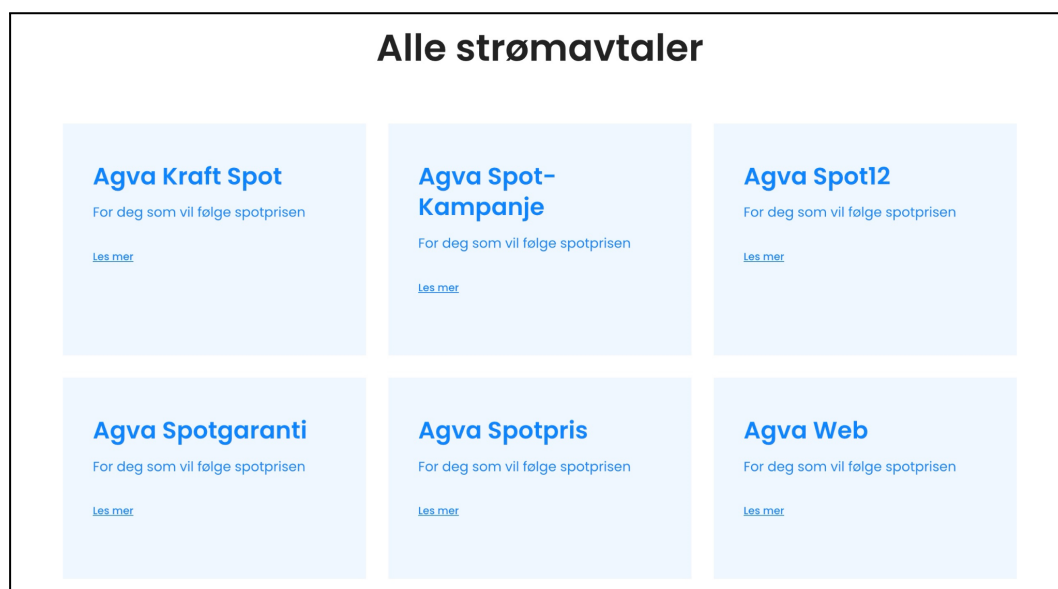 Alle strømavtaler
Agva Kraft Spot
For deg som vil følge spotprisen
Les mer
Agva Spot-
Kampanje
For deg som vil følge spotprisen
Les mer
Agva Spot12
For deg som vil følge spotprisen
Les mer
Agva Spotgaranti
For deg som vil følge spotprisen
Les mer
Agva Spotpris
For deg som vil følge spotprisen
Les mer
Agva Web
For deg som vil følge spotprisen
Les mer